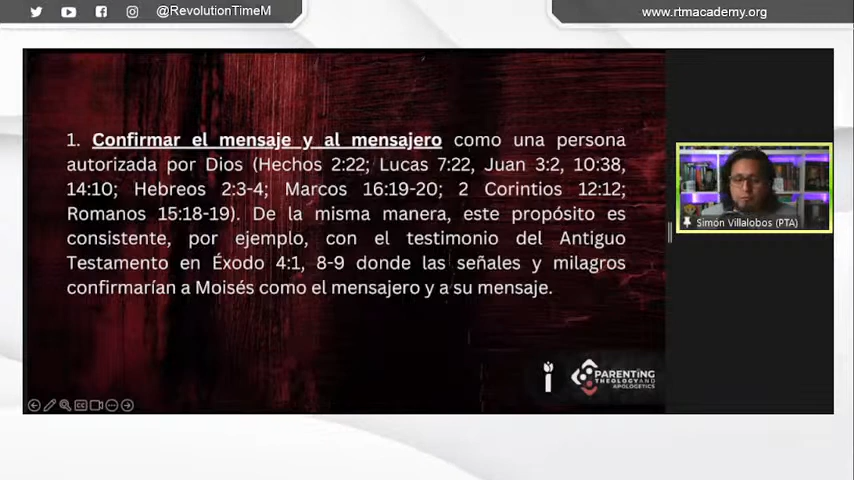 @RevolutionTimeM
www.rtmacademy.org
1. Confirmar el mensaje y al mensajero como una persona
autorizada por Dios (Hechos 2:22; Lucas 7:22, Juan 3:2, 10:38,
14:10; Hebreos 2:3-4; Marcos 16:19-20; 2 Corintios 12:12;
Romanos 15:18-19). De la misma manera, este propósito es
consistente, por ejemplo, con el testimonio del Antiguo
Testamento en Éxodo 4:1, 8-9 donde las señales y milagros
confirmarían a Moisés como el mensajero y a su mensaje.
Simón Villalobos (PTA)
PARENTING
THEOLOGY AND
APOLOGETICS
CC